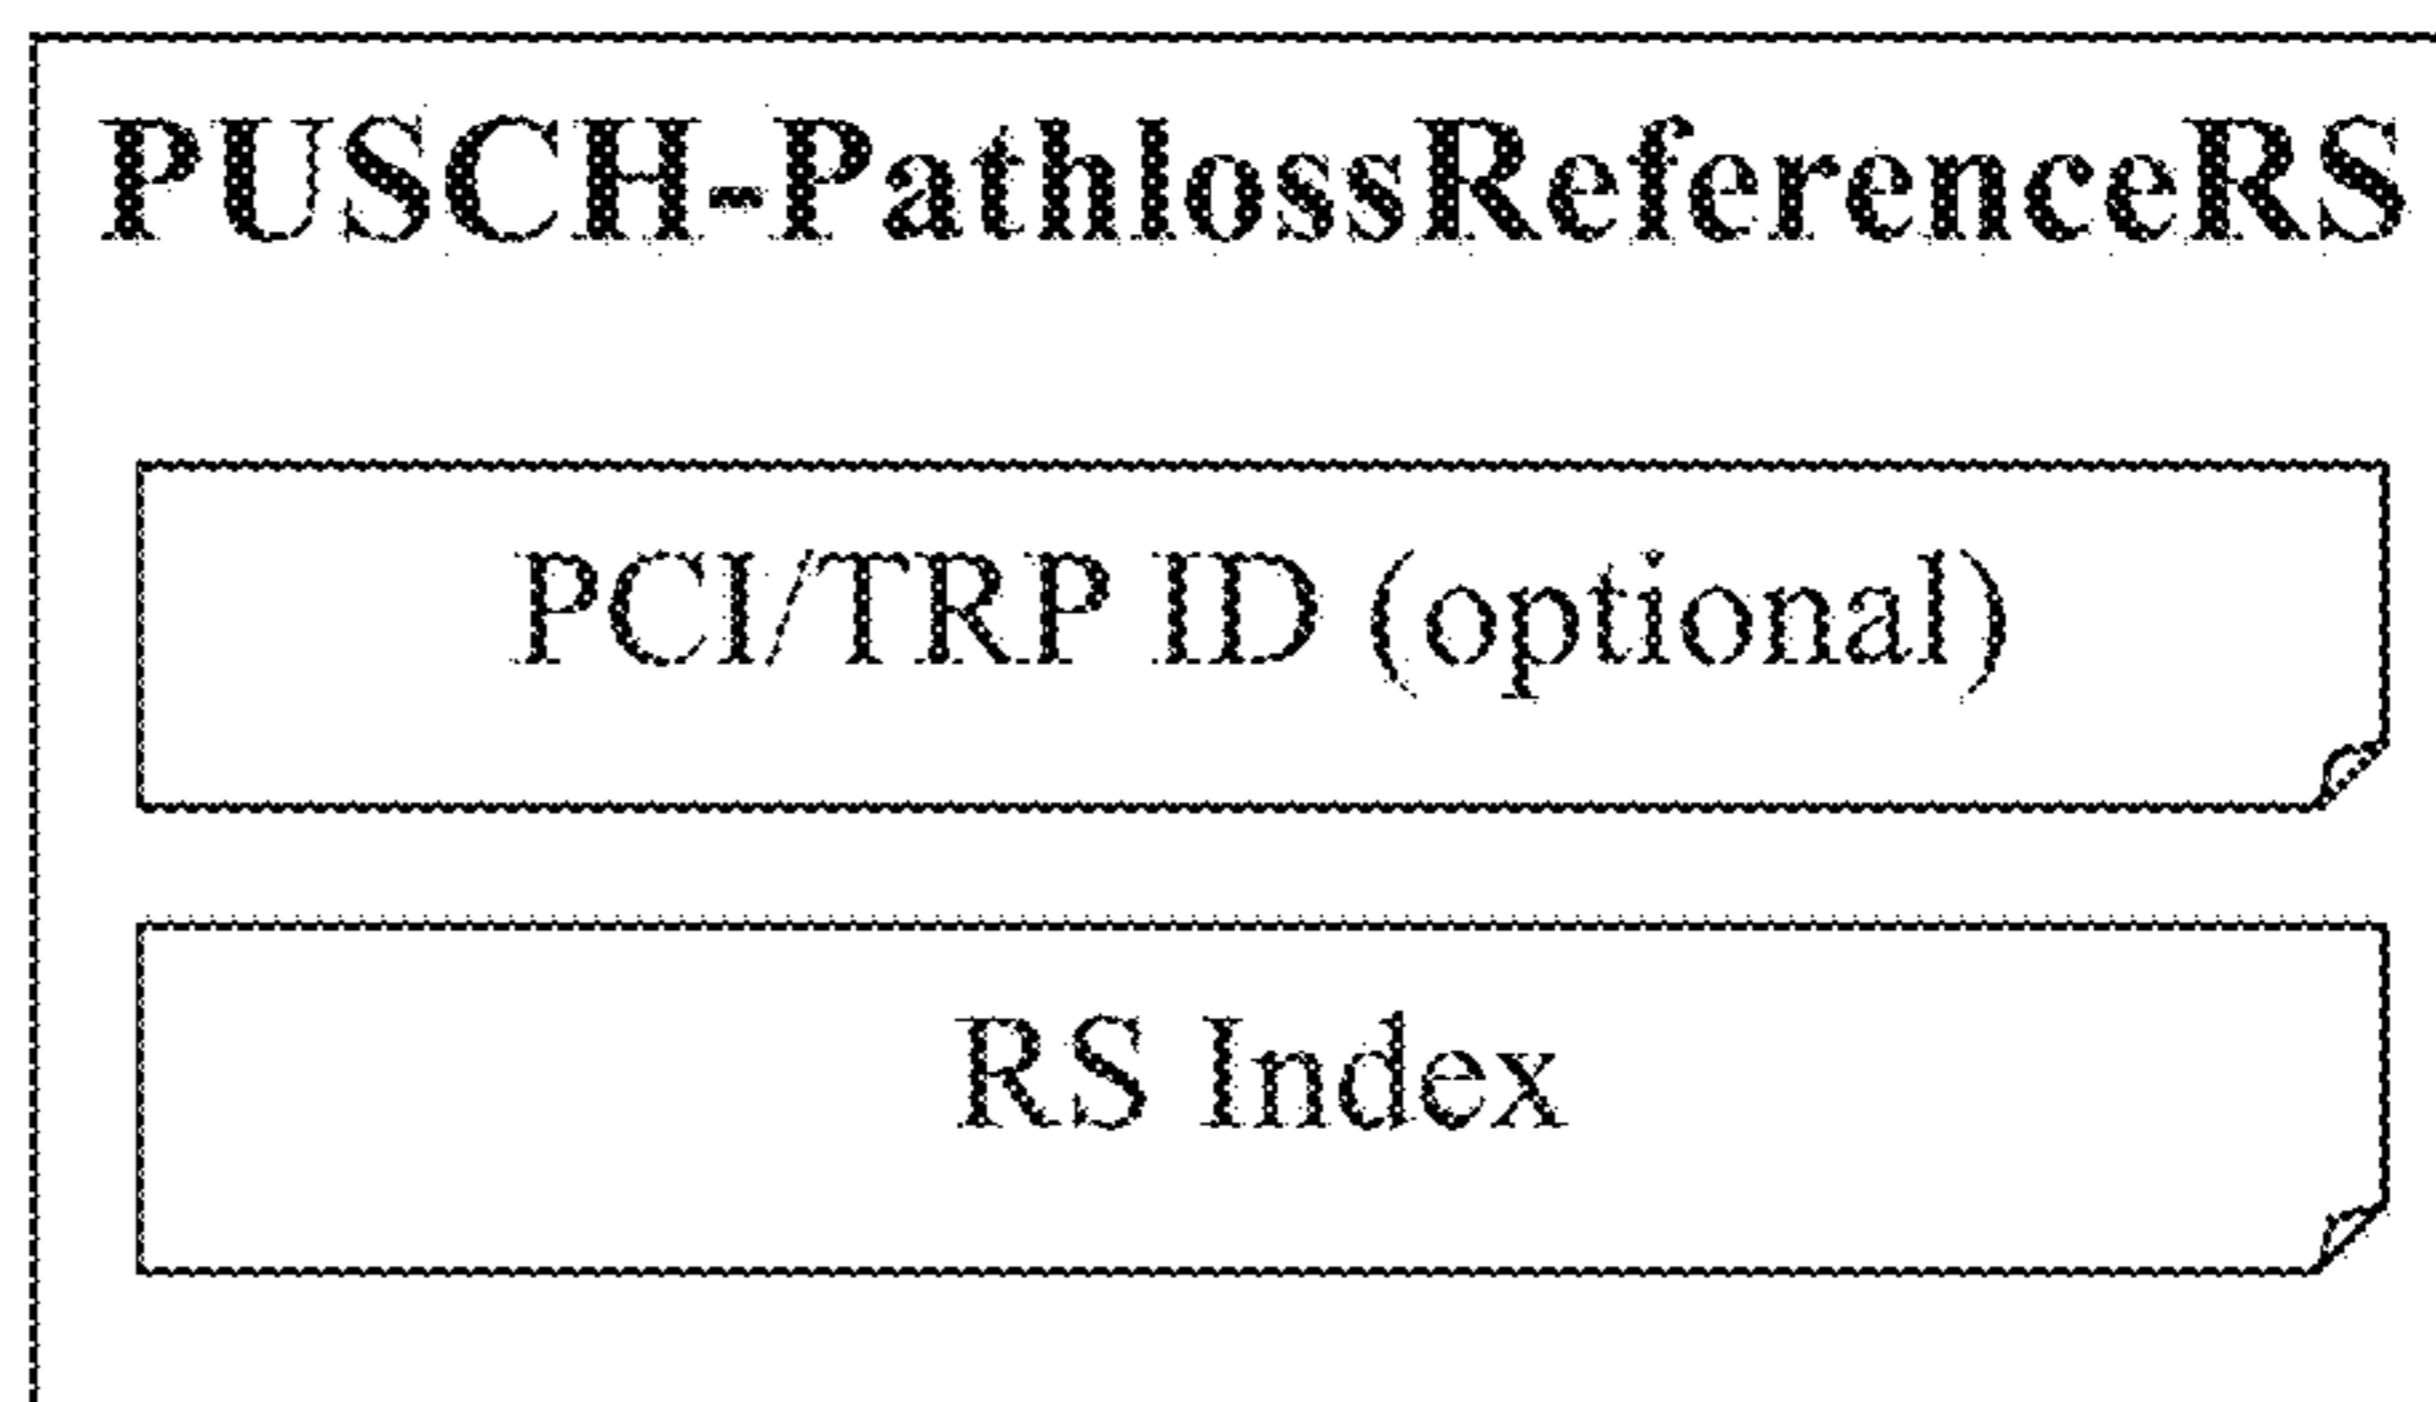 PUSCH-PathlossReferenceRS
PCI/TRP ID (optional)
RS Index